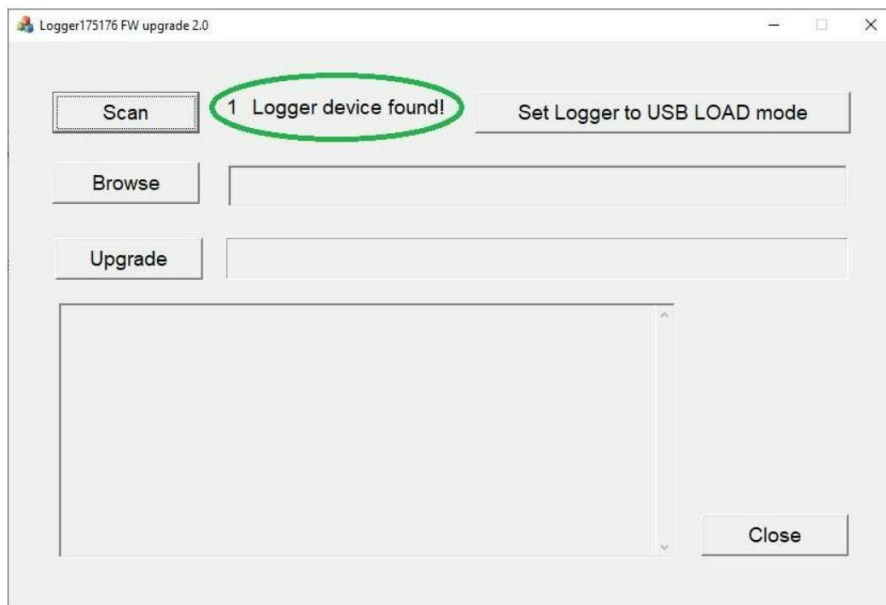 Logger175176 FW upgrade 2.0
Scan
1 Logger device found!
Set Logger to USB LOAD mode
Browse
Upgrade
Close